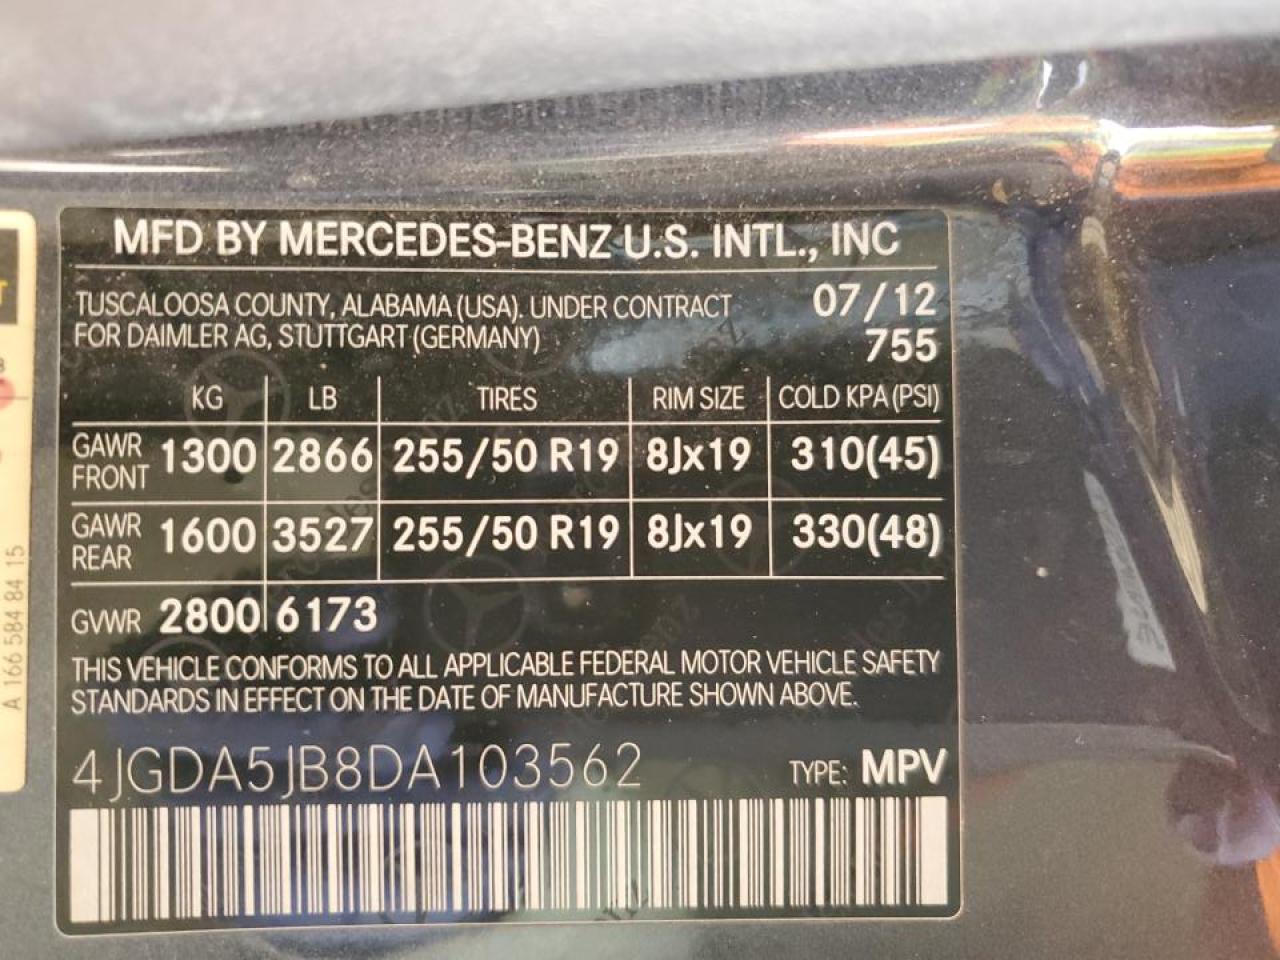 MFD BY MERCEDES-BENZ U.S. INTL., INC
TUSCALOOSA COUNTY, ALABAMA (USA). UNDER CONTRACT 07/12
FOR DAIMLER AG, STUTTGART (GERMANY) 755
KG LB TIRES RIM SIZE COLD KPA (PSI)
GAWR FRONT 1300 2866 255/50 R19 8Jx19 310(45)
GAWR REAR 1600 3527 255/50 R19 8Jx19 330(48)
GVWR 2800 6173
THIS VEHICLE CONFORMS TO ALL APPLICABLE FEDERAL MOTOR VEHICLE SAFETY
STANDARDS IN EFFECT ON THE DATE OF MANUFACTURE SHOWN ABOVE.
4JGDA5JB8DA103562 TYPE: MPV
A 166 584 84 15